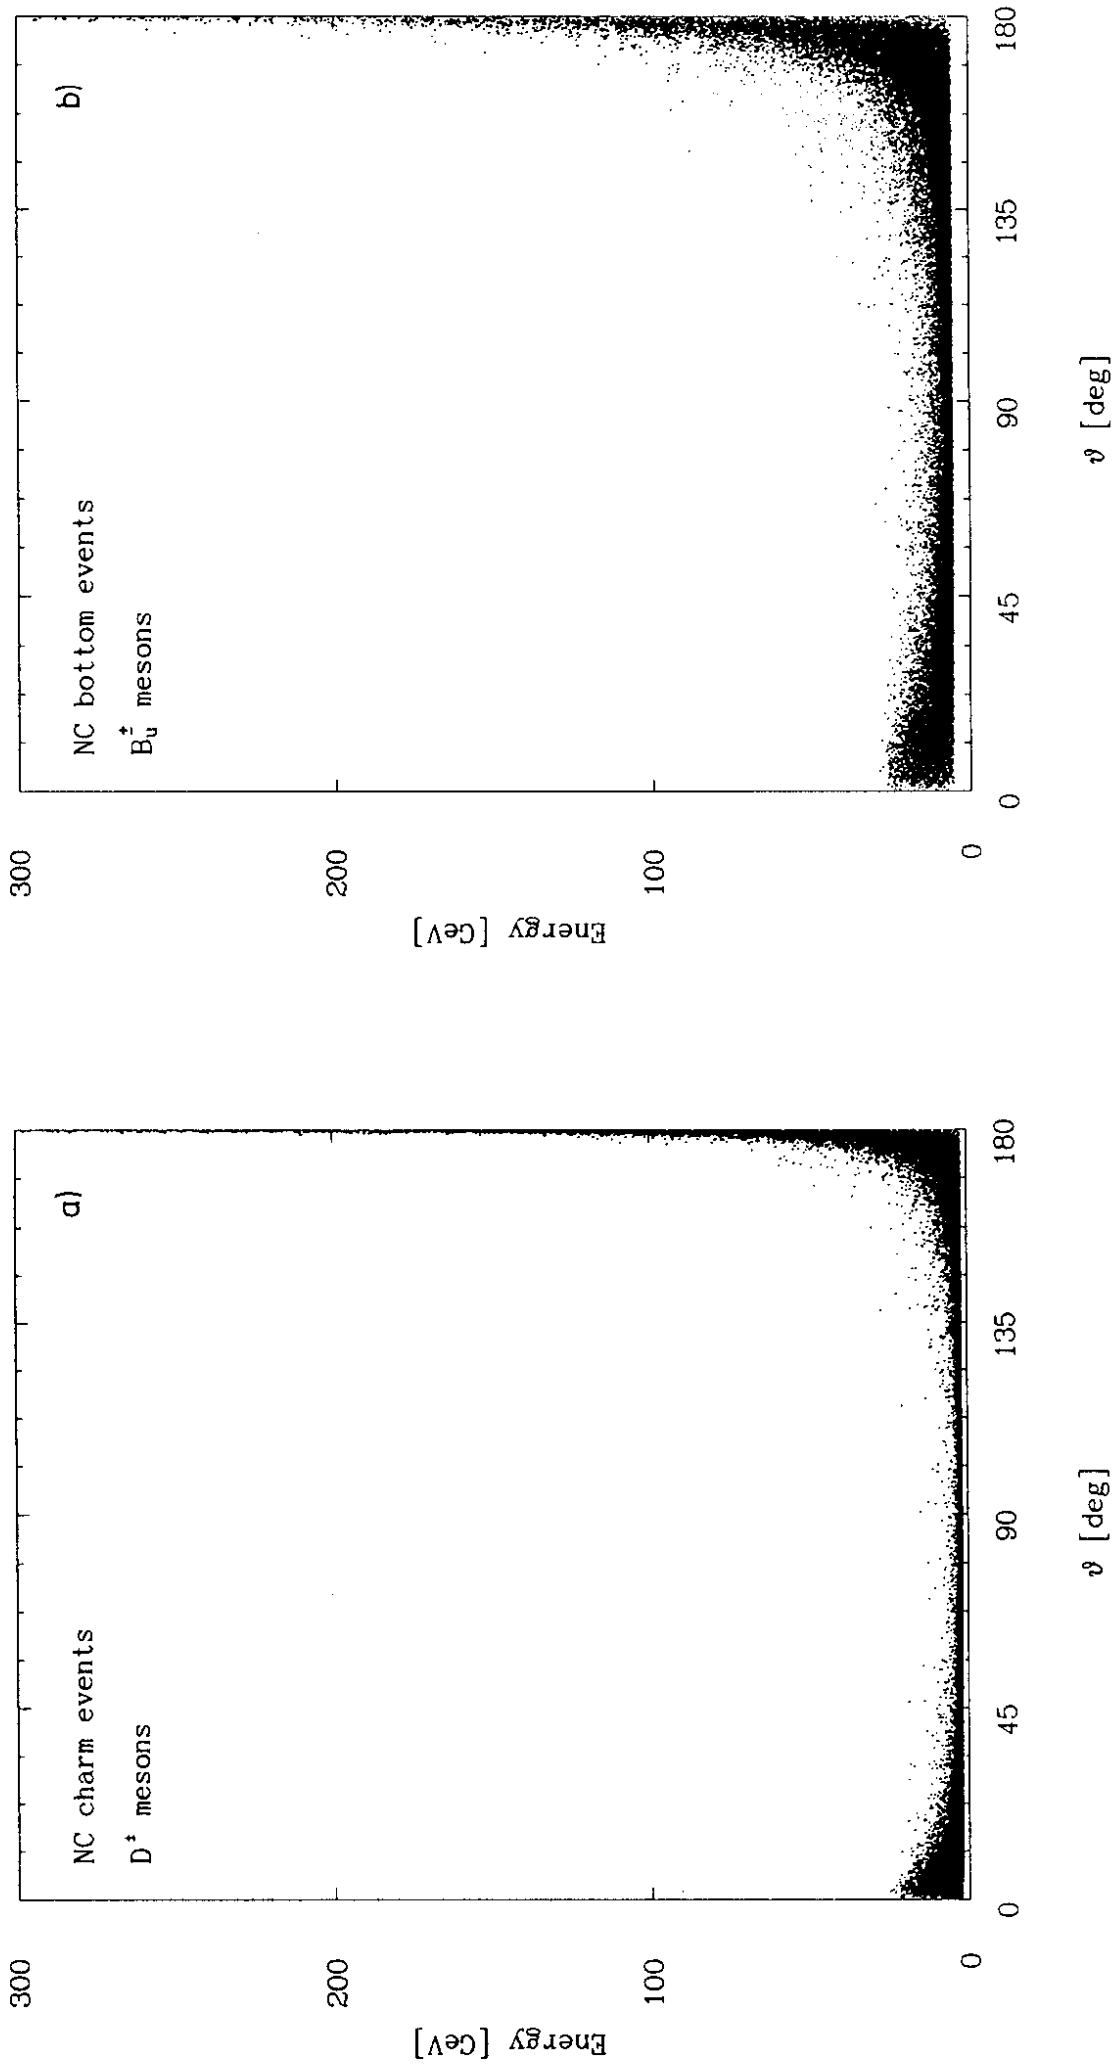 a)
NC charm events
D± mesons
300
200
100
0
Energy [GeV]
0
45
90
135
180
ϑ [deg]
b)
NC bottom events
Bu± mesons
300
200
100
0
Energy [GeV]
0
45
90
135
180
ϑ [deg]